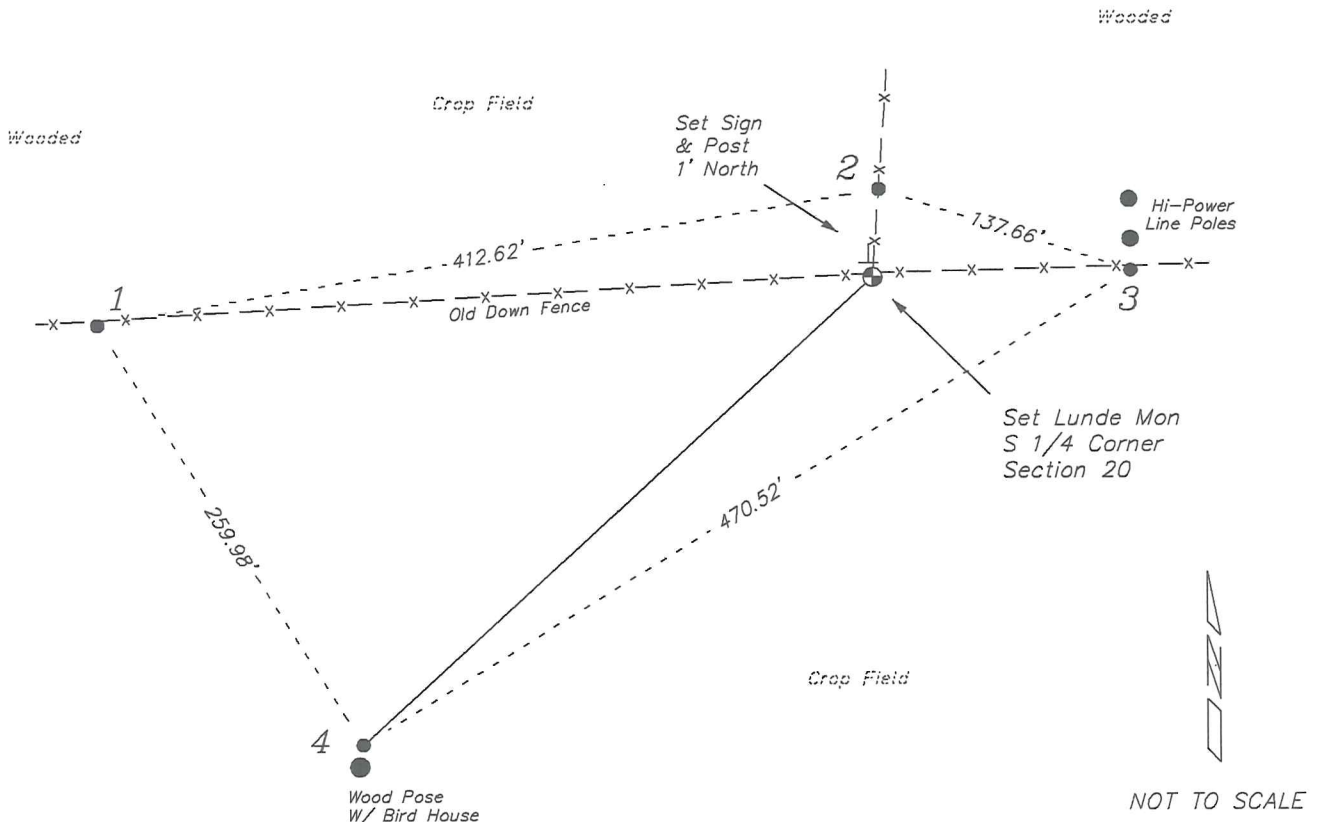 Wooded
Crop Field
Wooded
Set Sign
& Post
1' North
2
Hi-Power
Line Poles
137.66'
412.62'
1
Old Down Fence
3
Set Lunde Mon
S 1/4 Corner
Section 20
259.98'
470.52'
Crop Field
N
4
Wood Pose
W/ Bird House
NOT TO SCALE